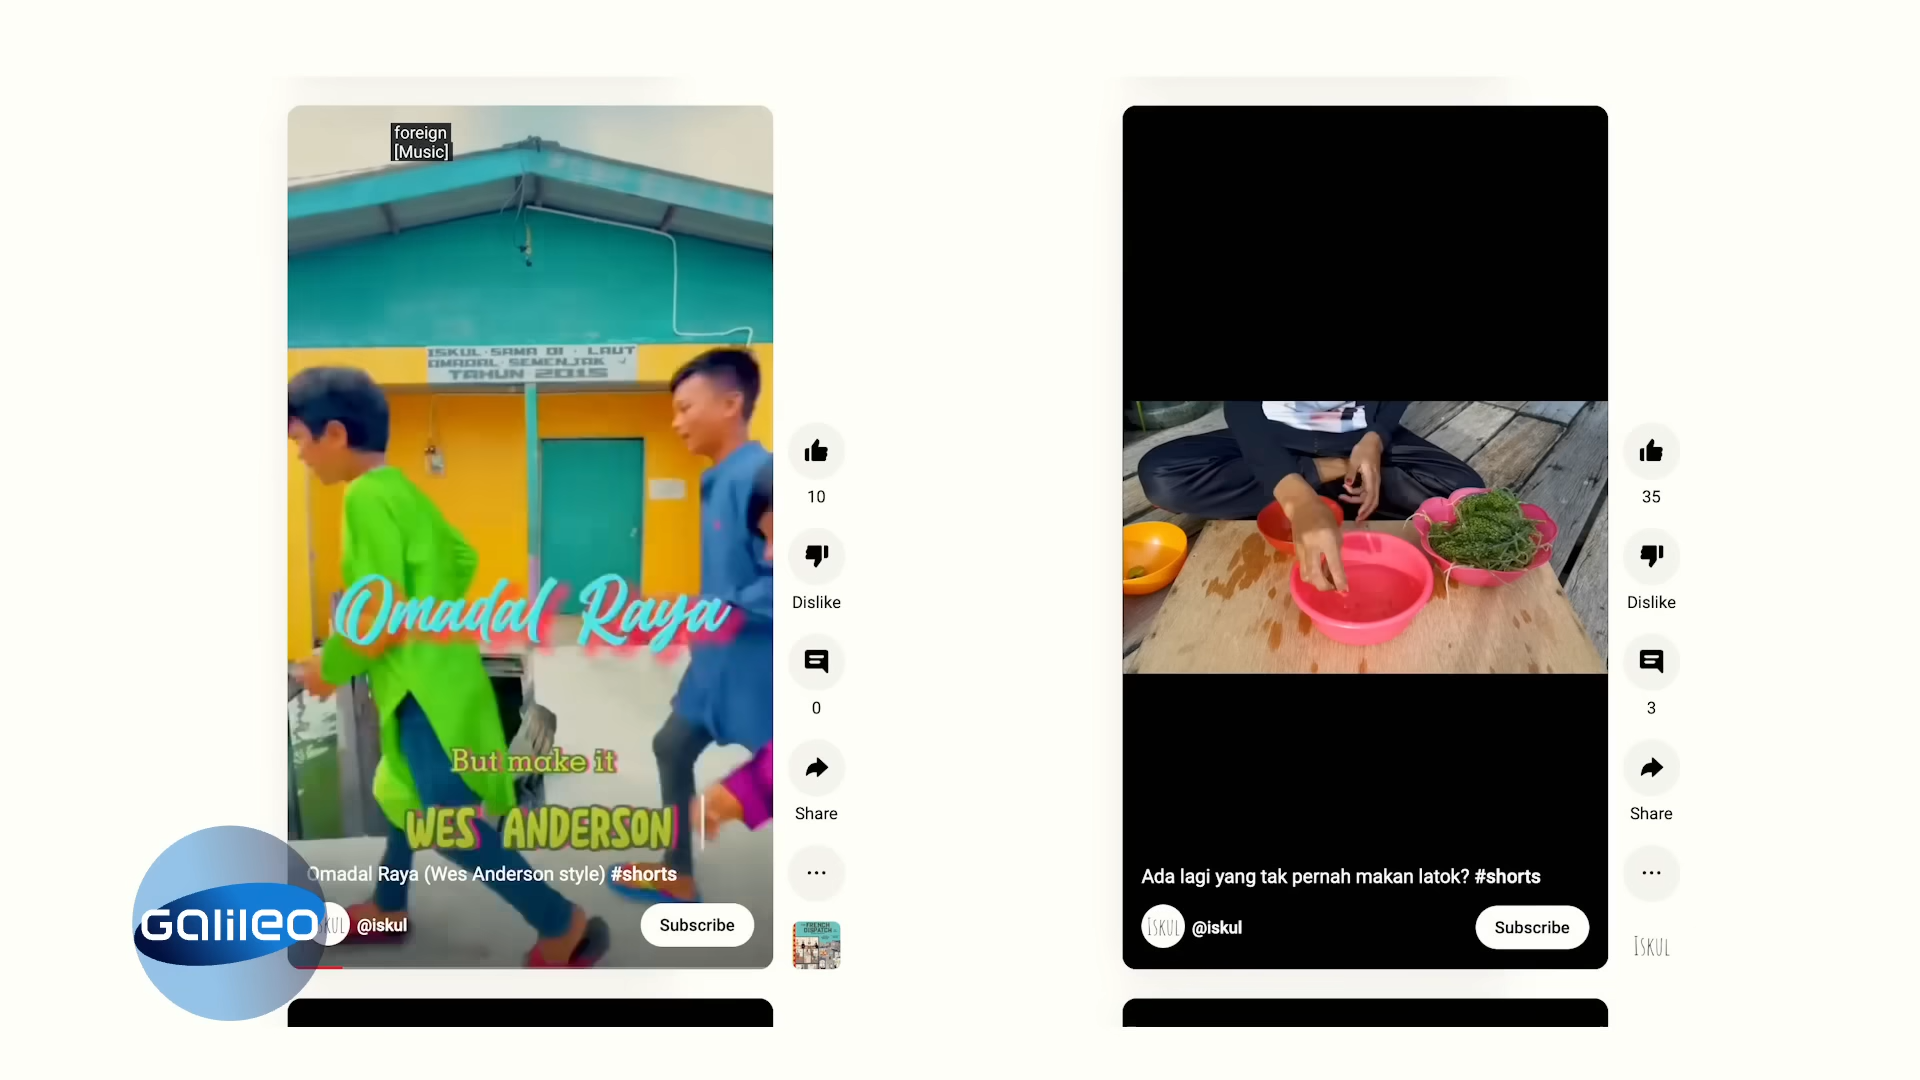 foreign
[Music]
ISKUL SAMA DI LAUT
OMADAL SEMENJAK
TAHUN 2015
Omadal Raya
But make it
WES ANDERSON
Omadal Raya (Wes Anderson style) #shorts
@iskul
Subscribe
10
Dislike
0
Share
FRENCH
DISPATCH
GALILEO
Ada lagi yang tak pernah makan latok? #shorts
ISKUL
@iskul
Subscribe
35
Dislike
3
Share
ISKUL